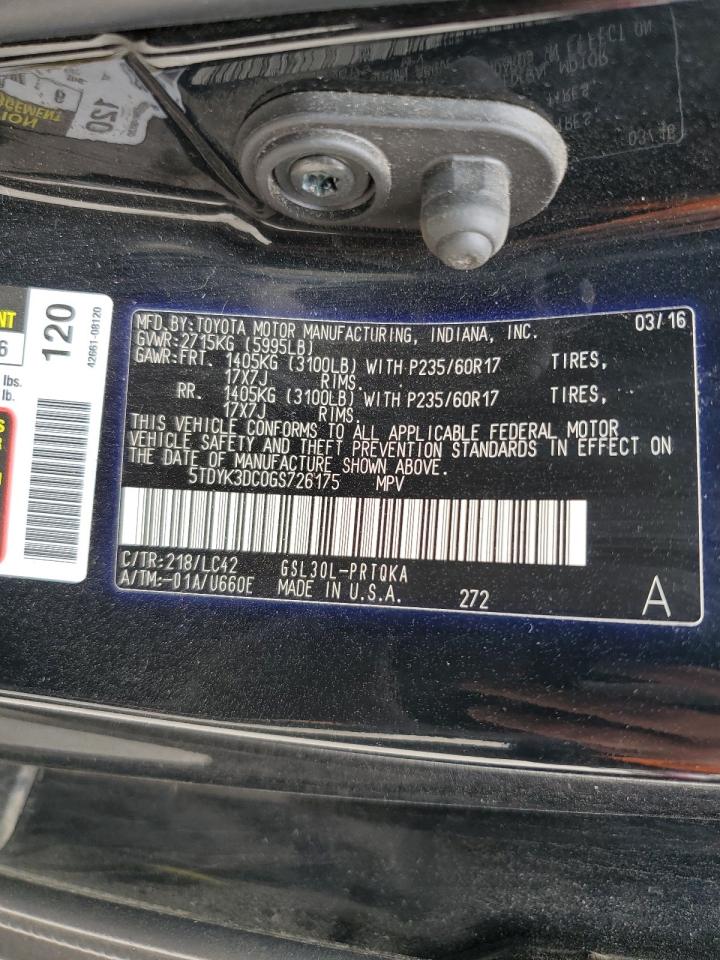 MFD.BY:TOYOTA MOTOR MANUFACTURING, INDIANA, INC. 03/16
GVWR:2715KG (5995LB)
GAWR:FRT. 1405KG (3100LB) WITH P235/60R17 TIRES,
17X7J RIMS.
RR. 1405KG (3100LB) WITH P235/60R17 TIRES,
17X7J RIMS
THIS VEHICLE CONFORMS TO ALL APPLICABLE FEDERAL MOTOR
VEHICLE SAFETY AND THEFT PREVENTION STANDARDS IN EFFECT ON
THE DATE OF MANUFACTURE SHOWN ABOVE.
5TDYK3DC0GS726175 MPV
C/TR:218/LC42 GSL30L-PRTQKA
A/TM:-01A/U660E MADE IN U.S.A. 272 A
120
42661-08120
lbs.
lb.